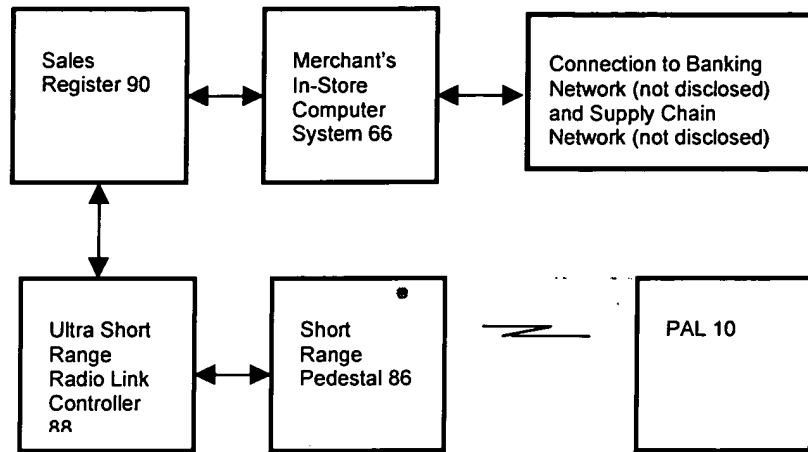 Sales
Register 90
Merchant's
In-Store
Computer
System 66
Connection to Banking
Network (not disclosed)
and Supply Chain
Network (not disclosed)
Ultra Short
Range
Radio Link
Controller
88
Short
Range
Pedestal 86
PAL 10